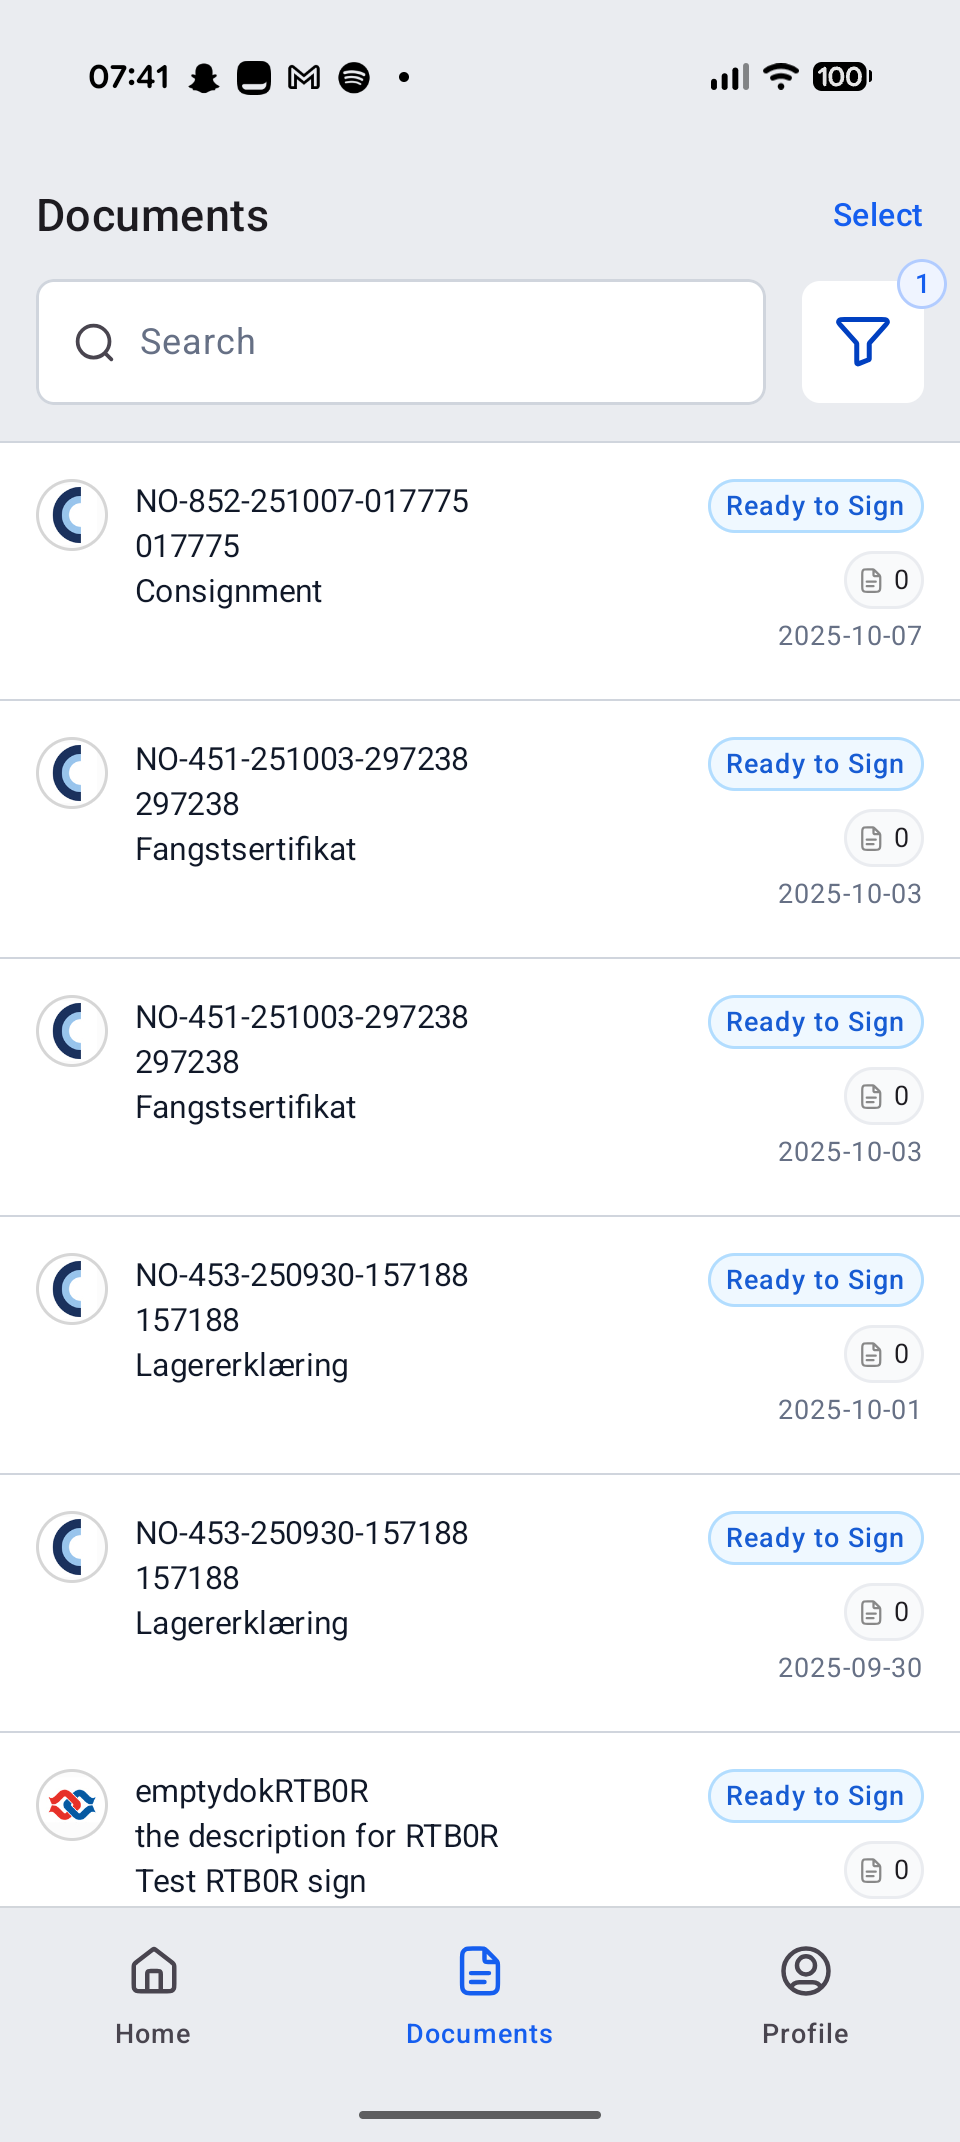 07:41
100
Documents
Select
Search
1
NO-852-251007-017775
017775
Consignment
Ready to Sign
0
2025-10-07
NO-451-251003-297238
297238
Fangstsertifikat
Ready to Sign
0
2025-10-03
NO-451-251003-297238
297238
Fangstsertifikat
Ready to Sign
0
2025-10-03
NO-453-250930-157188
157188
Lagererklæring
Ready to Sign
0
2025-10-01
NO-453-250930-157188
157188
Lagererklæring
Ready to Sign
0
2025-09-30
emptydokRTB0R
the description for RTB0R
Test RTB0R sign
Ready to Sign
0
Home
Documents
Profile